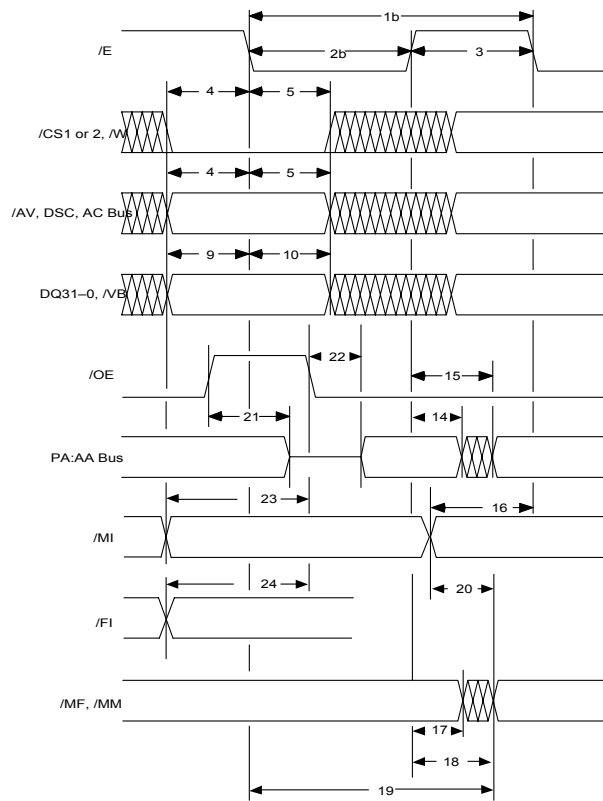 1b
/E
2b
3
4
5
/CS1 or 2, /W
4
5
/AV, DSC, AC Bus
9
10
DQ31–0, /VB
22
/OE
15
21
14
PA:AA Bus
23
16
/MI
24
20
/FI
/MF, /MM
17
18
19